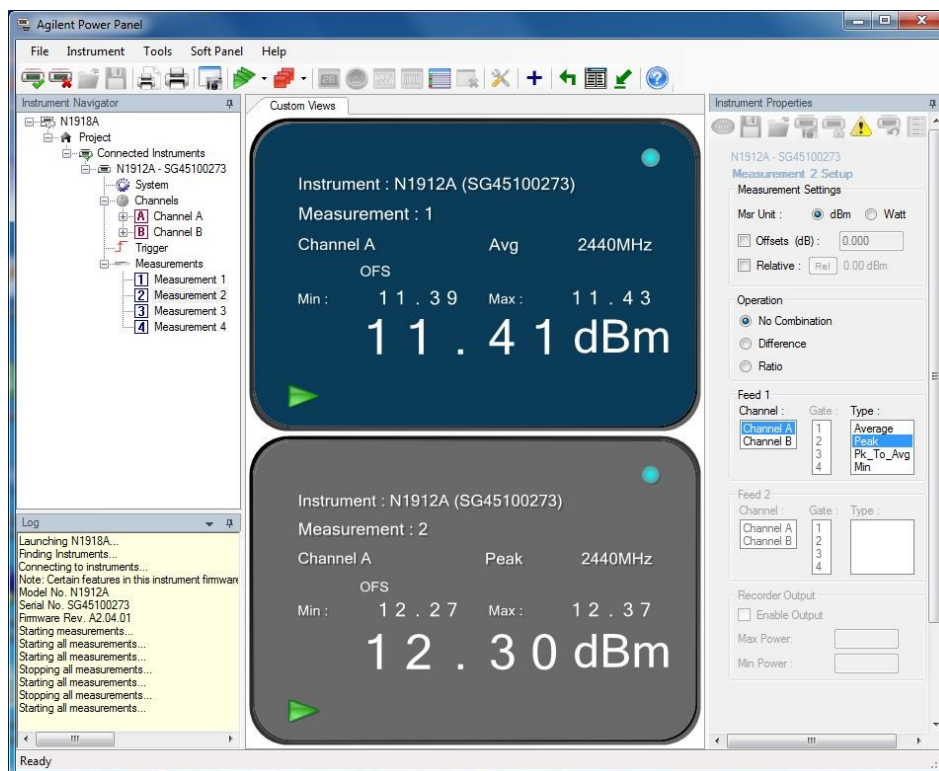 Agilent Power Panel
File Instrument Tools Soft Panel Help
Instrument Navigator
N1918A
Project
Connected Instruments
N1912A - SG45100273
System
Channels
A Channel A
B Channel B
Trigger
Measurements
1 Measurement 1
2 Measurement 2
3 Measurement 3
4 Measurement 4
Log
Launching N1918A...
Finding Instruments...
Connecting to instruments...
Note: Certain features in this instrument firmware
Model No. N1912A
Serial No. SG45100273
Firmware Rev. A2.04.01
Starting measurements...
Starting all measurements...
Starting all measurements...
Stopping all measurements...
Starting all measurements...
Stopping all measurements...
Starting all measurements...
Ready
Custom Views
Instrument : N1912A (SG45100273)
Measurement : 1
Channel A Avg 2440MHz
OFS
Min : 11.39 Max : 11.43
11.41 dBm
Instrument : N1912A (SG45100273)
Measurement : 2
Channel A Peak 2440MHz
OFS
Min : 12.27 Max : 12.37
12.30 dBm
Instrument Properties
N1912A - SG45100273
Measurement 2 Setup
Measurement Settings
Msr Unit : dBm Watt
Offsets (dB) : 0.000
Relative : Rel 0.00 dBm
Operation
No Combination
Difference
Ratio
Feed 1
Channel : Gate : Type :
Channel A 1 Average
Channel B 2 Peak
3 Pk_To_Avg
4 Min
Feed 2
Channel : Gate : Type :
Channel A 1
Channel B 2
3
4
Recorder Output
Enable Output
Max Power:
Min Power :